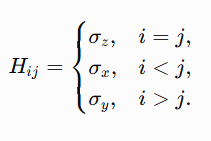 H_{ij} = \begin{cases} \sigma_z, & i = j, \\ \sigma_x, & i < j, \\ \sigma_y, & i > j. \end{cases}